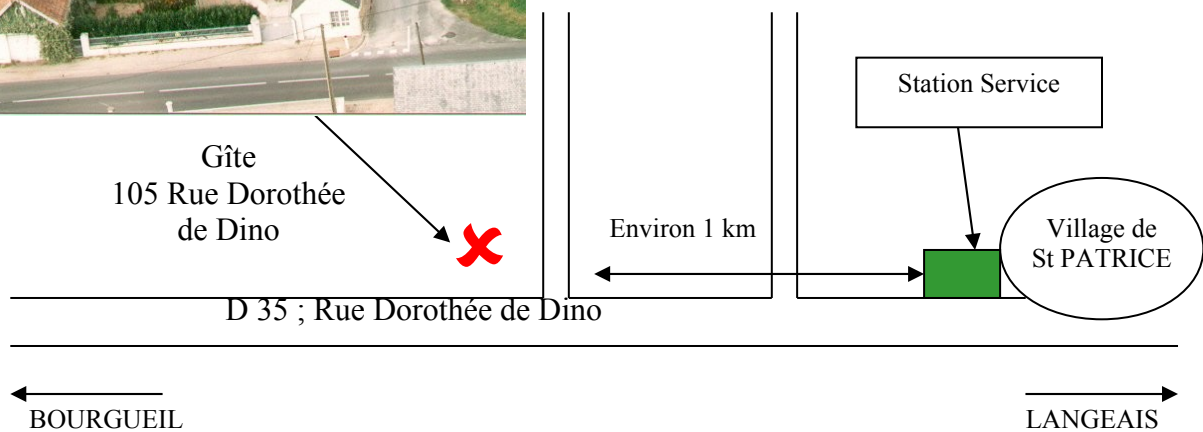 Station Service
Gîte
105 Rue Dorothée
de Dino
Environ 1 km
Village de
St PATRICE
D 35 ; Rue Dorothée de Dino
BOURGUEIL
LANGEAIS